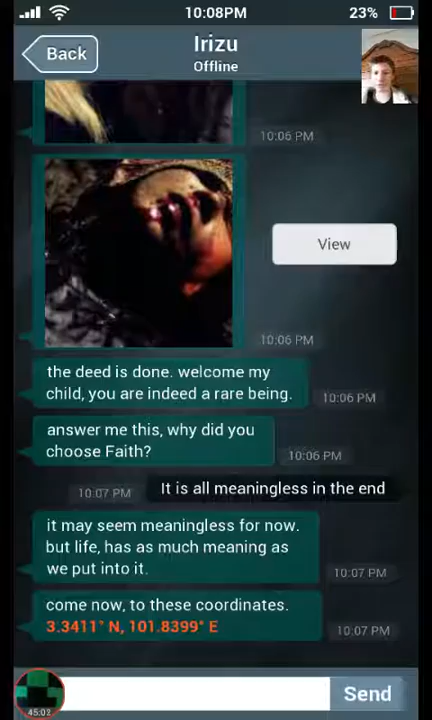 10:08PM
23%
Back
Irizu
Offline
10:06 PM
View
10:06 PM
the deed is done. welcome my
child, you are indeed a rare being.
10:06 PM
answer me this, why did you
choose Faith?
10:06 PM
10:07 PM
It is all meaningless in the end
it may seem meaningless for now.
but life, has as much meaning as
we put into it.
10:07 PM
come now, to these coordinates.
3.3411° N, 101.8399° E
10:07 PM
45:02
Send